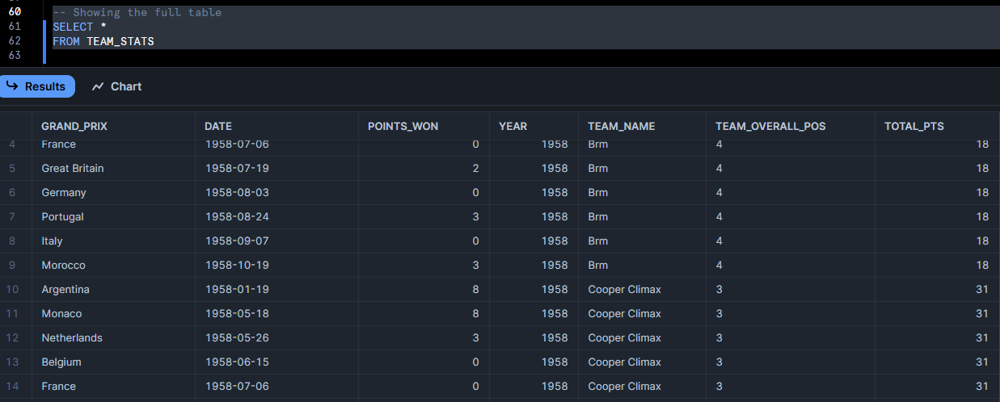 60 -- Showing the full table
61 SELECT *
62 FROM TEAM_STATS
63
Results Chart
GRAND_PRIX DATE POINTS_WON YEAR TEAM_NAME TEAM_OVERALL_POS TOTAL_PTS
4 France 1958-07-06 0 1958 Brm 4 18
5 Great Britain 1958-07-19 2 1958 Brm 4 18
6 Germany 1958-08-03 0 1958 Brm 4 18
7 Portugal 1958-08-24 3 1958 Brm 4 18
8 Italy 1958-09-07 0 1958 Brm 4 18
9 Morocco 1958-10-19 3 1958 Brm 4 18
10 Argentina 1958-01-19 8 1958 Cooper Climax 3 31
11 Monaco 1958-05-18 8 1958 Cooper Climax 3 31
12 Netherlands 1958-05-26 3 1958 Cooper Climax 3 31
13 Belgium 1958-06-15 0 1958 Cooper Climax 3 31
14 France 1958-07-06 0 1958 Cooper Climax 3 31